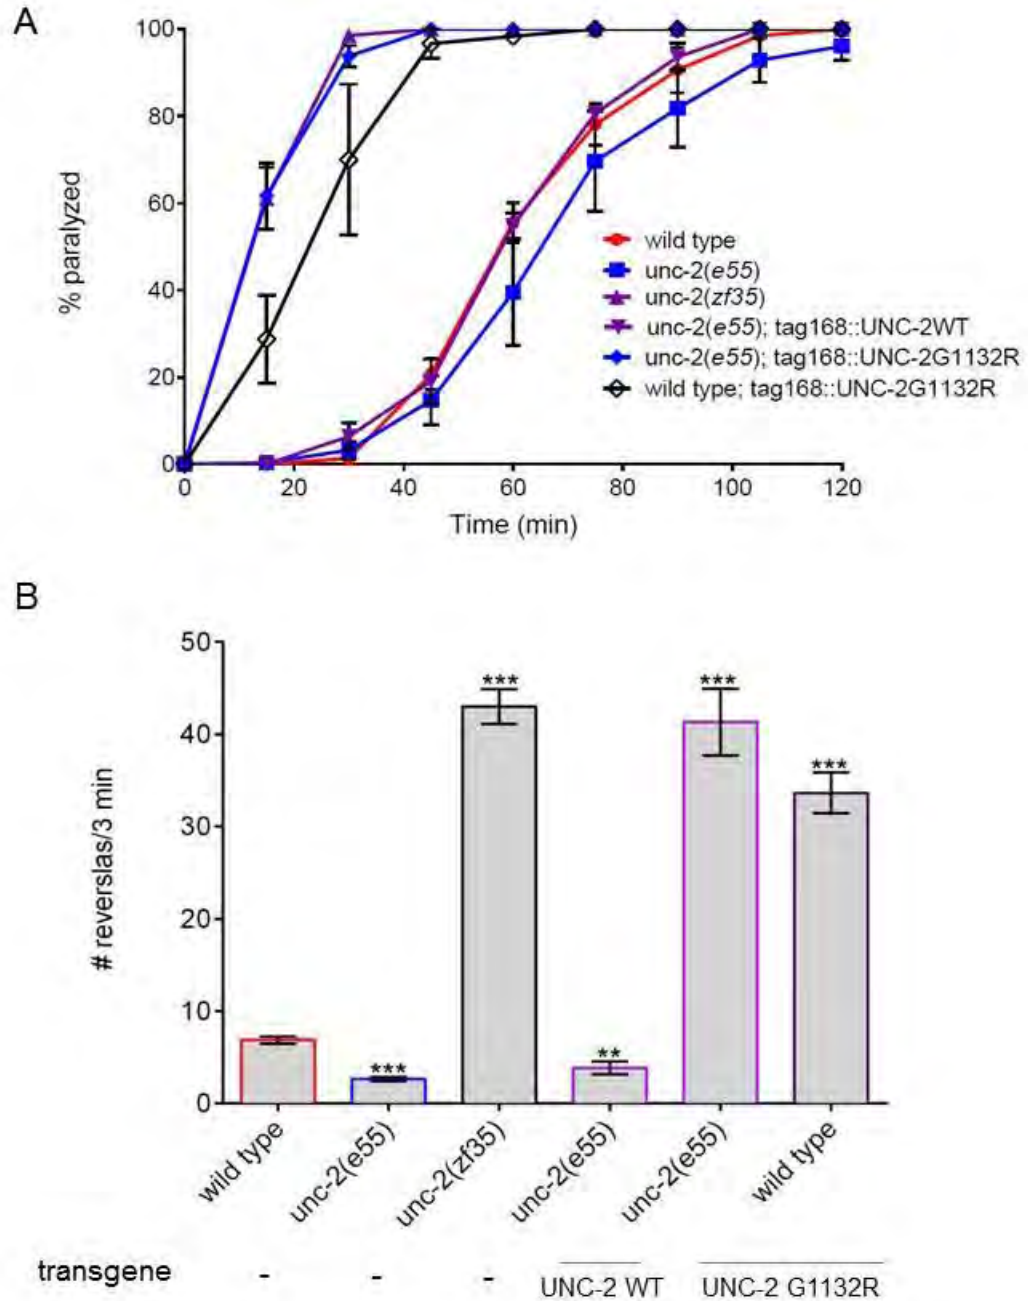 A
100
80
60
40
20
0
% paralyzed
0 20 40 60 80 100 120
Time (min)
wild type
unc-2(e55)
unc-2(zf35)
unc-2(e55); tag168::UNC-2WT
unc-2(e55); tag168::UNC-2G1132R
wild type; tag168::UNC-2G1132R
B
50
40
30
20
10
0
# reverslas/3 min
*** *** ** *** ***
wild type
unc-2(e55)
unc-2(zf35)
unc-2(e55)
unc-2(e55)
wild type
transgene - - - UNC-2 WT UNC-2 G1132R